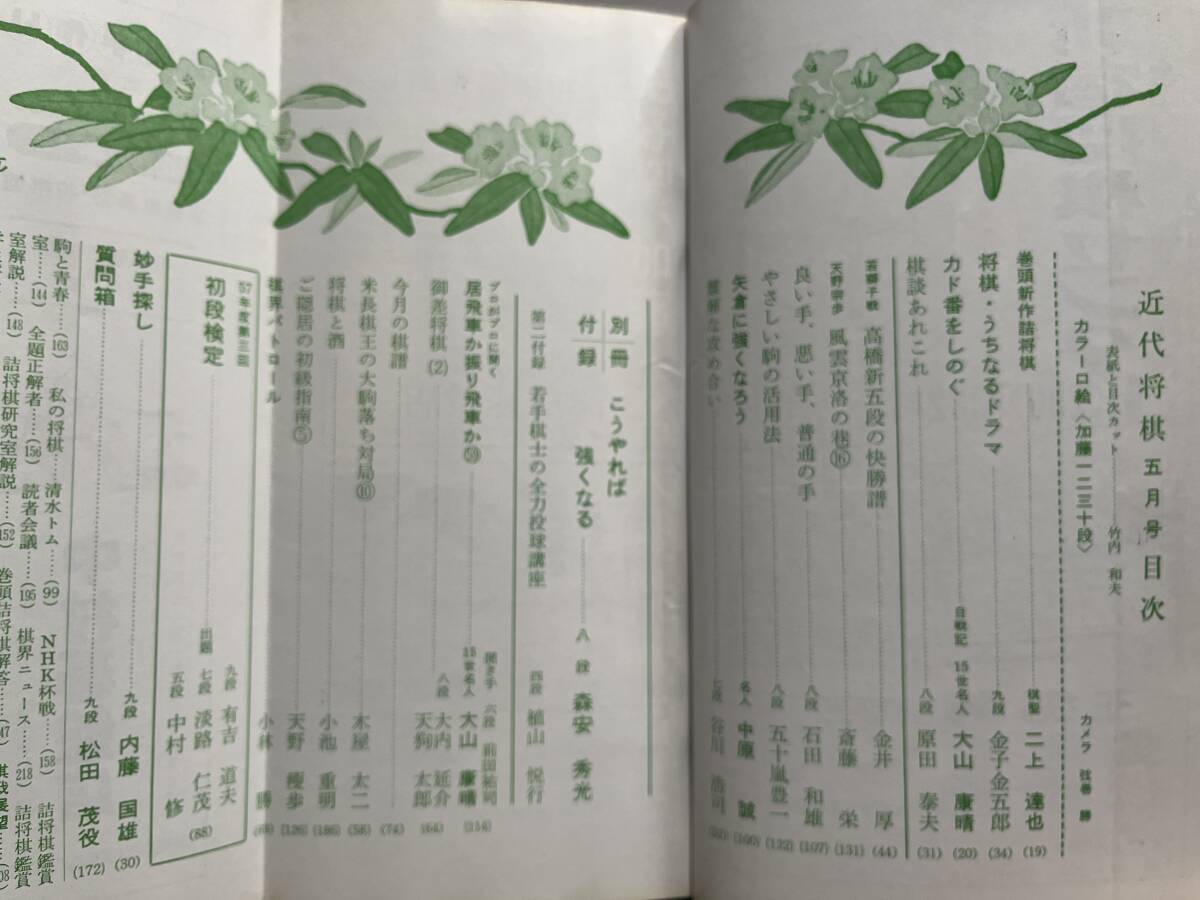 近代将棋 五月号目次
表紙と目次カット……竹内 和夫
カラー口絵〈加藤一二三十段〉 カメラ 弦巻 勝
巻頭新作詰将棋……棋聖 二上 達也 (19)
将棋・うちなるドラマ……九段 金子金五郎 (34)
カド番をしのぐ……自戦記 15世名人 大山 康晴 (20)
棋談あれこれ……八段 原田 泰夫 (31)
若獅子戦 高橋新五段の快勝譜……金井 厚 (44)
天野宗歩 風雲京洛の巷⑯……斎藤 栄 (131)
良い手、悪い手、普通の手……八段 石田 和雄 (107)
やさしい駒の活用法……八段 五十嵐豊一 (122)
矢倉に強くなろう……名人 中原 誠 (100)
な攻め合い……七段 谷川 浩司
別冊付録 こうやれば強くなる……八段 森安 秀光
第二付録 若手棋士の全力投球講座 四段 植山 悦行
プロがプロに聞く 居飛車か振り飛車か㊿ 聞き手 六段 前田祐司 15世名人 大山 康晴 (114)
御差将棋(2)……八段 大内 延介 (64)
今月の棋譜……天狗 太郎 (74)
米長棋王の大駒落ち対局⑩……木屋 太二 (58)
将棋と酒……小池 重明 (186)
ご隠居の初級指南⑤……天野 痩歩 (126)
棋界パトロール……小林 勝
57年度第三回 初段検定……出題 九段 有吉 道夫 七段 淡路 仁茂 五段 中村 修 (88)
妙手探し……九段 内藤 国雄 (30)
質問箱……九段 松田 茂役 (172)
駒と青春……(163) 私の将棋……清水トム……(99) NHK杯戦……(158) 詰将棋鑑賞
室……(144) 全題正解者……(156) 読者会議……(195) 棋界ニュース……(218) 詰将棋鑑賞
室解説……(148) 詰将棋研究室解説……(152) 巻頭詰将棋解答……(47) 棋戦展望……